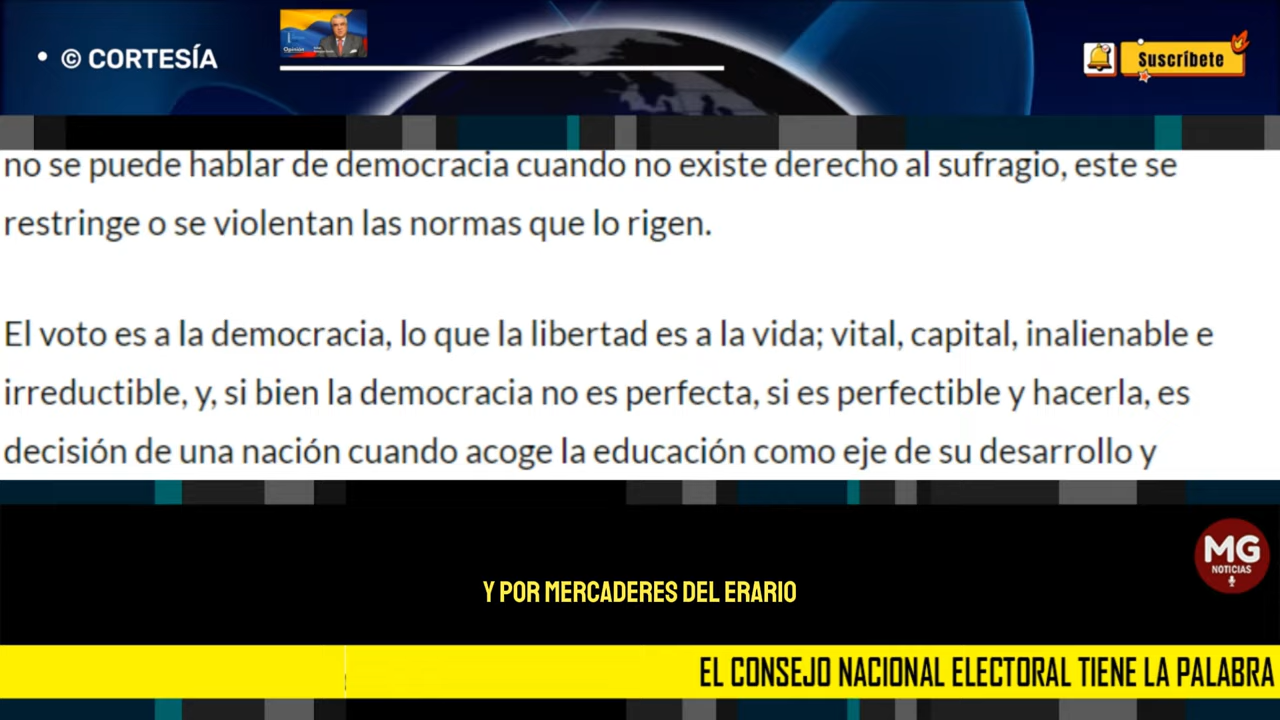 • © CORTESÍA
Opinión
Suscríbete
no se puede hablar de democracia cuando no existe derecho al sufragio, este se
restringe o se violentan las normas que lo rigen.
El voto es a la democracia, lo que la libertad es a la vida; vital, capital, inalienable e
irreductible, y, si bien la democracia no es perfecta, si es perfectible y hacerla, es
decisión de una nación cuando acoge la educación como eje de su desarrollo y
MG
NOTICIAS
Y POR MERCADERES DEL ERARIO
EL CONSEJO NACIONAL ELECTORAL TIENE LA PALABRA